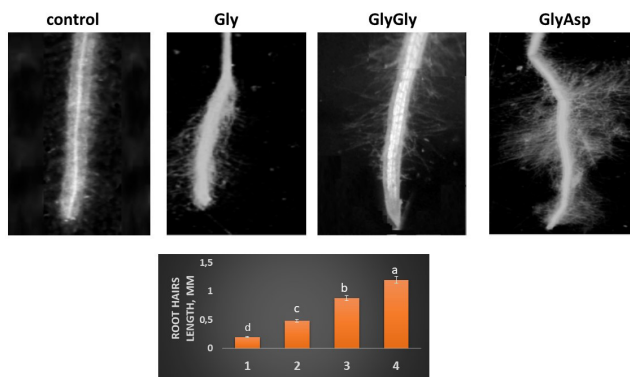 control Gly GlyGly GlyAsp
ROOT HAIRS
LENGTH, MM
1,5
1
0,5
0
d
c
b
a
1 2 3 4